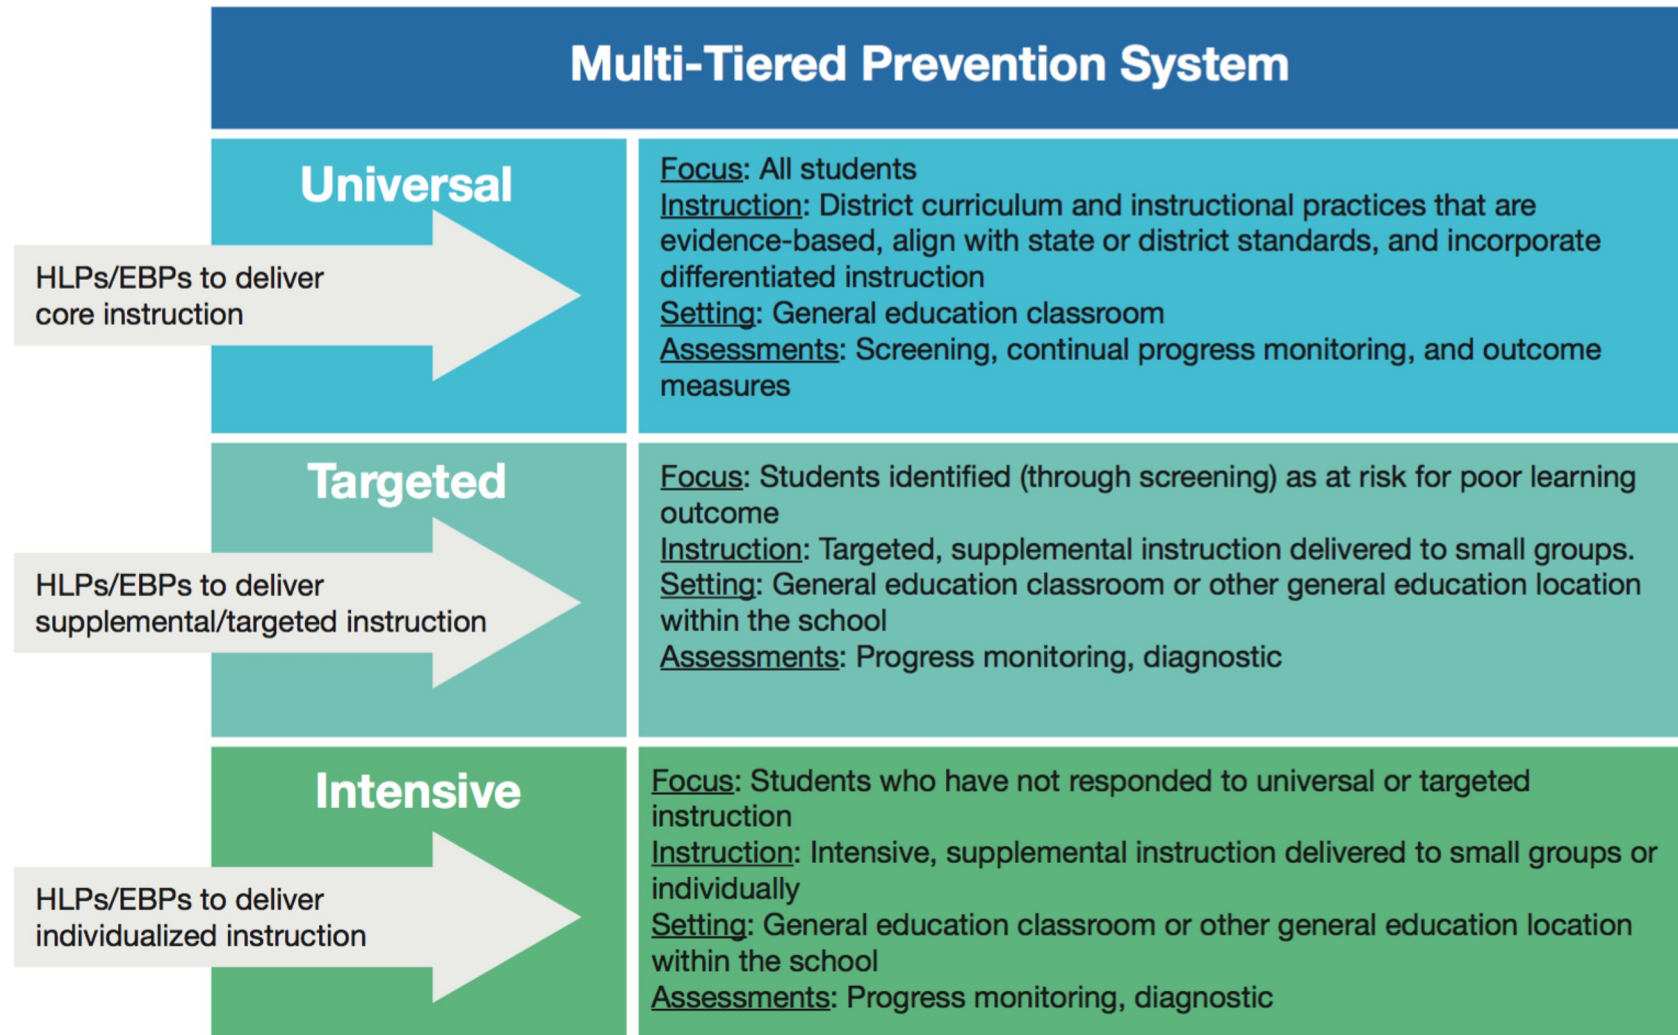 Multi-Tiered Prevention System
Universal
HLPs/EBPs to deliver
core instruction
Focus: All students
Instruction: District curriculum and instructional practices that are
evidence-based, align with state or district standards, and incorporate
differentiated instruction
Setting: General education classroom
Assessments: Screening, continual progress monitoring, and outcome
measures
Targeted
HLPs/EBPs to deliver
supplemental/targeted instruction
Focus: Students identified (through screening) as at risk for poor learning
outcome
Instruction: Targeted, supplemental instruction delivered to small groups.
Setting: General education classroom or other general education location
within the school
Assessments: Progress monitoring, diagnostic
Intensive
HLPs/EBPs to deliver
individualized instruction
Focus: Students who have not responded to universal or targeted
instruction
Instruction: Intensive, supplemental instruction delivered to small groups or
individually
Setting: General education classroom or other general education location
within the school
Assessments: Progress monitoring, diagnostic